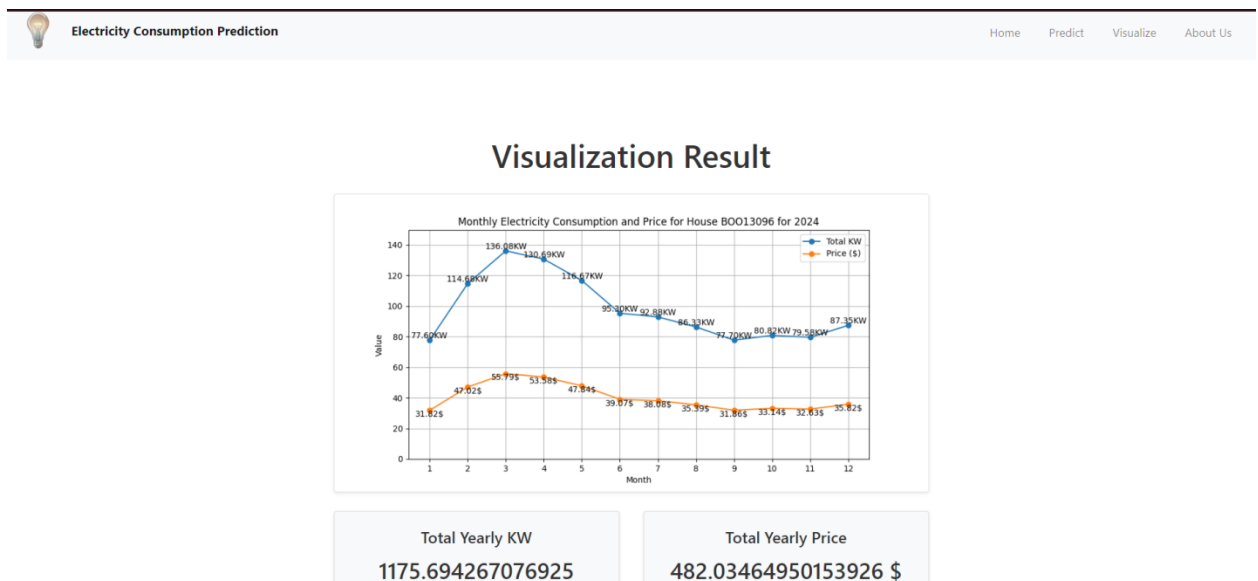 Electricity Consumption Prediction
Home Predict Visualize About Us
Visualization Result
Monthly Electricity Consumption and Price for House BOO13096 for 2024
Total KW
Price ($)
Value
140
120
100
80
60
40
20
0
77.60KW 114.68KW 136.08KW 130.69KW 116.67KW 95.30KW 92.88KW 86.33KW 77.70KW 80.82KW 79.58KW 87.35KW
31.82$ 47.02$ 55.79$ 53.58$ 47.84$ 39.07$ 38.08$ 35.39$ 31.86$ 33.14$ 32.63$ 35.82$
1 2 3 4 5 6 7 8 9 10 11 12
Month
Total Yearly KW
1175.694267076925
Total Yearly Price
482.03464950153926 $